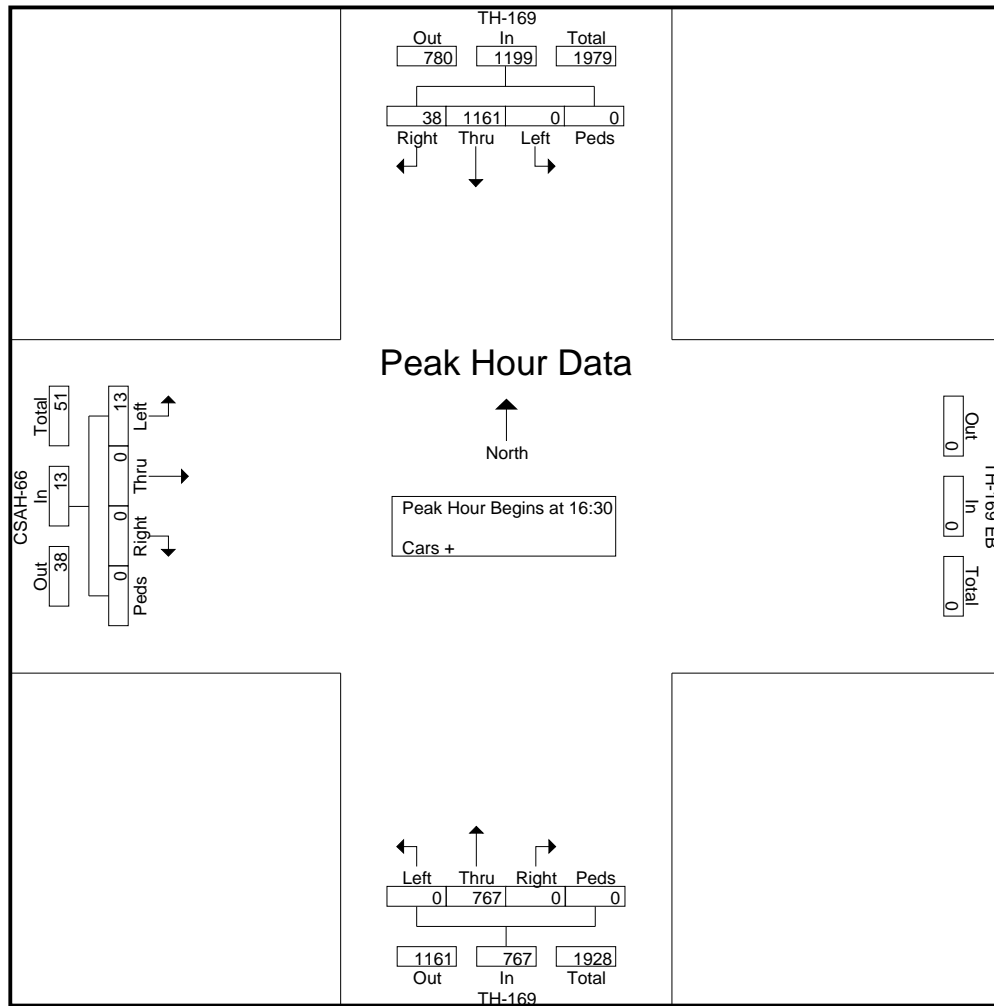 TH-169
Out In Total
780 1199 1979
38 1161 0 0
Right Thru Left Peds
Peak Hour Data
North
Peak Hour Begins at 16:30
Cars +
CSAH-66
Total In Out
51 13 38
13 0 0 0
Left Thru Right Peds
Out In Total
0 0 0
TH-169 EB
Left Thru Right Peds
0 767 0 0
1161 767 1928
Out In Total
TH-169